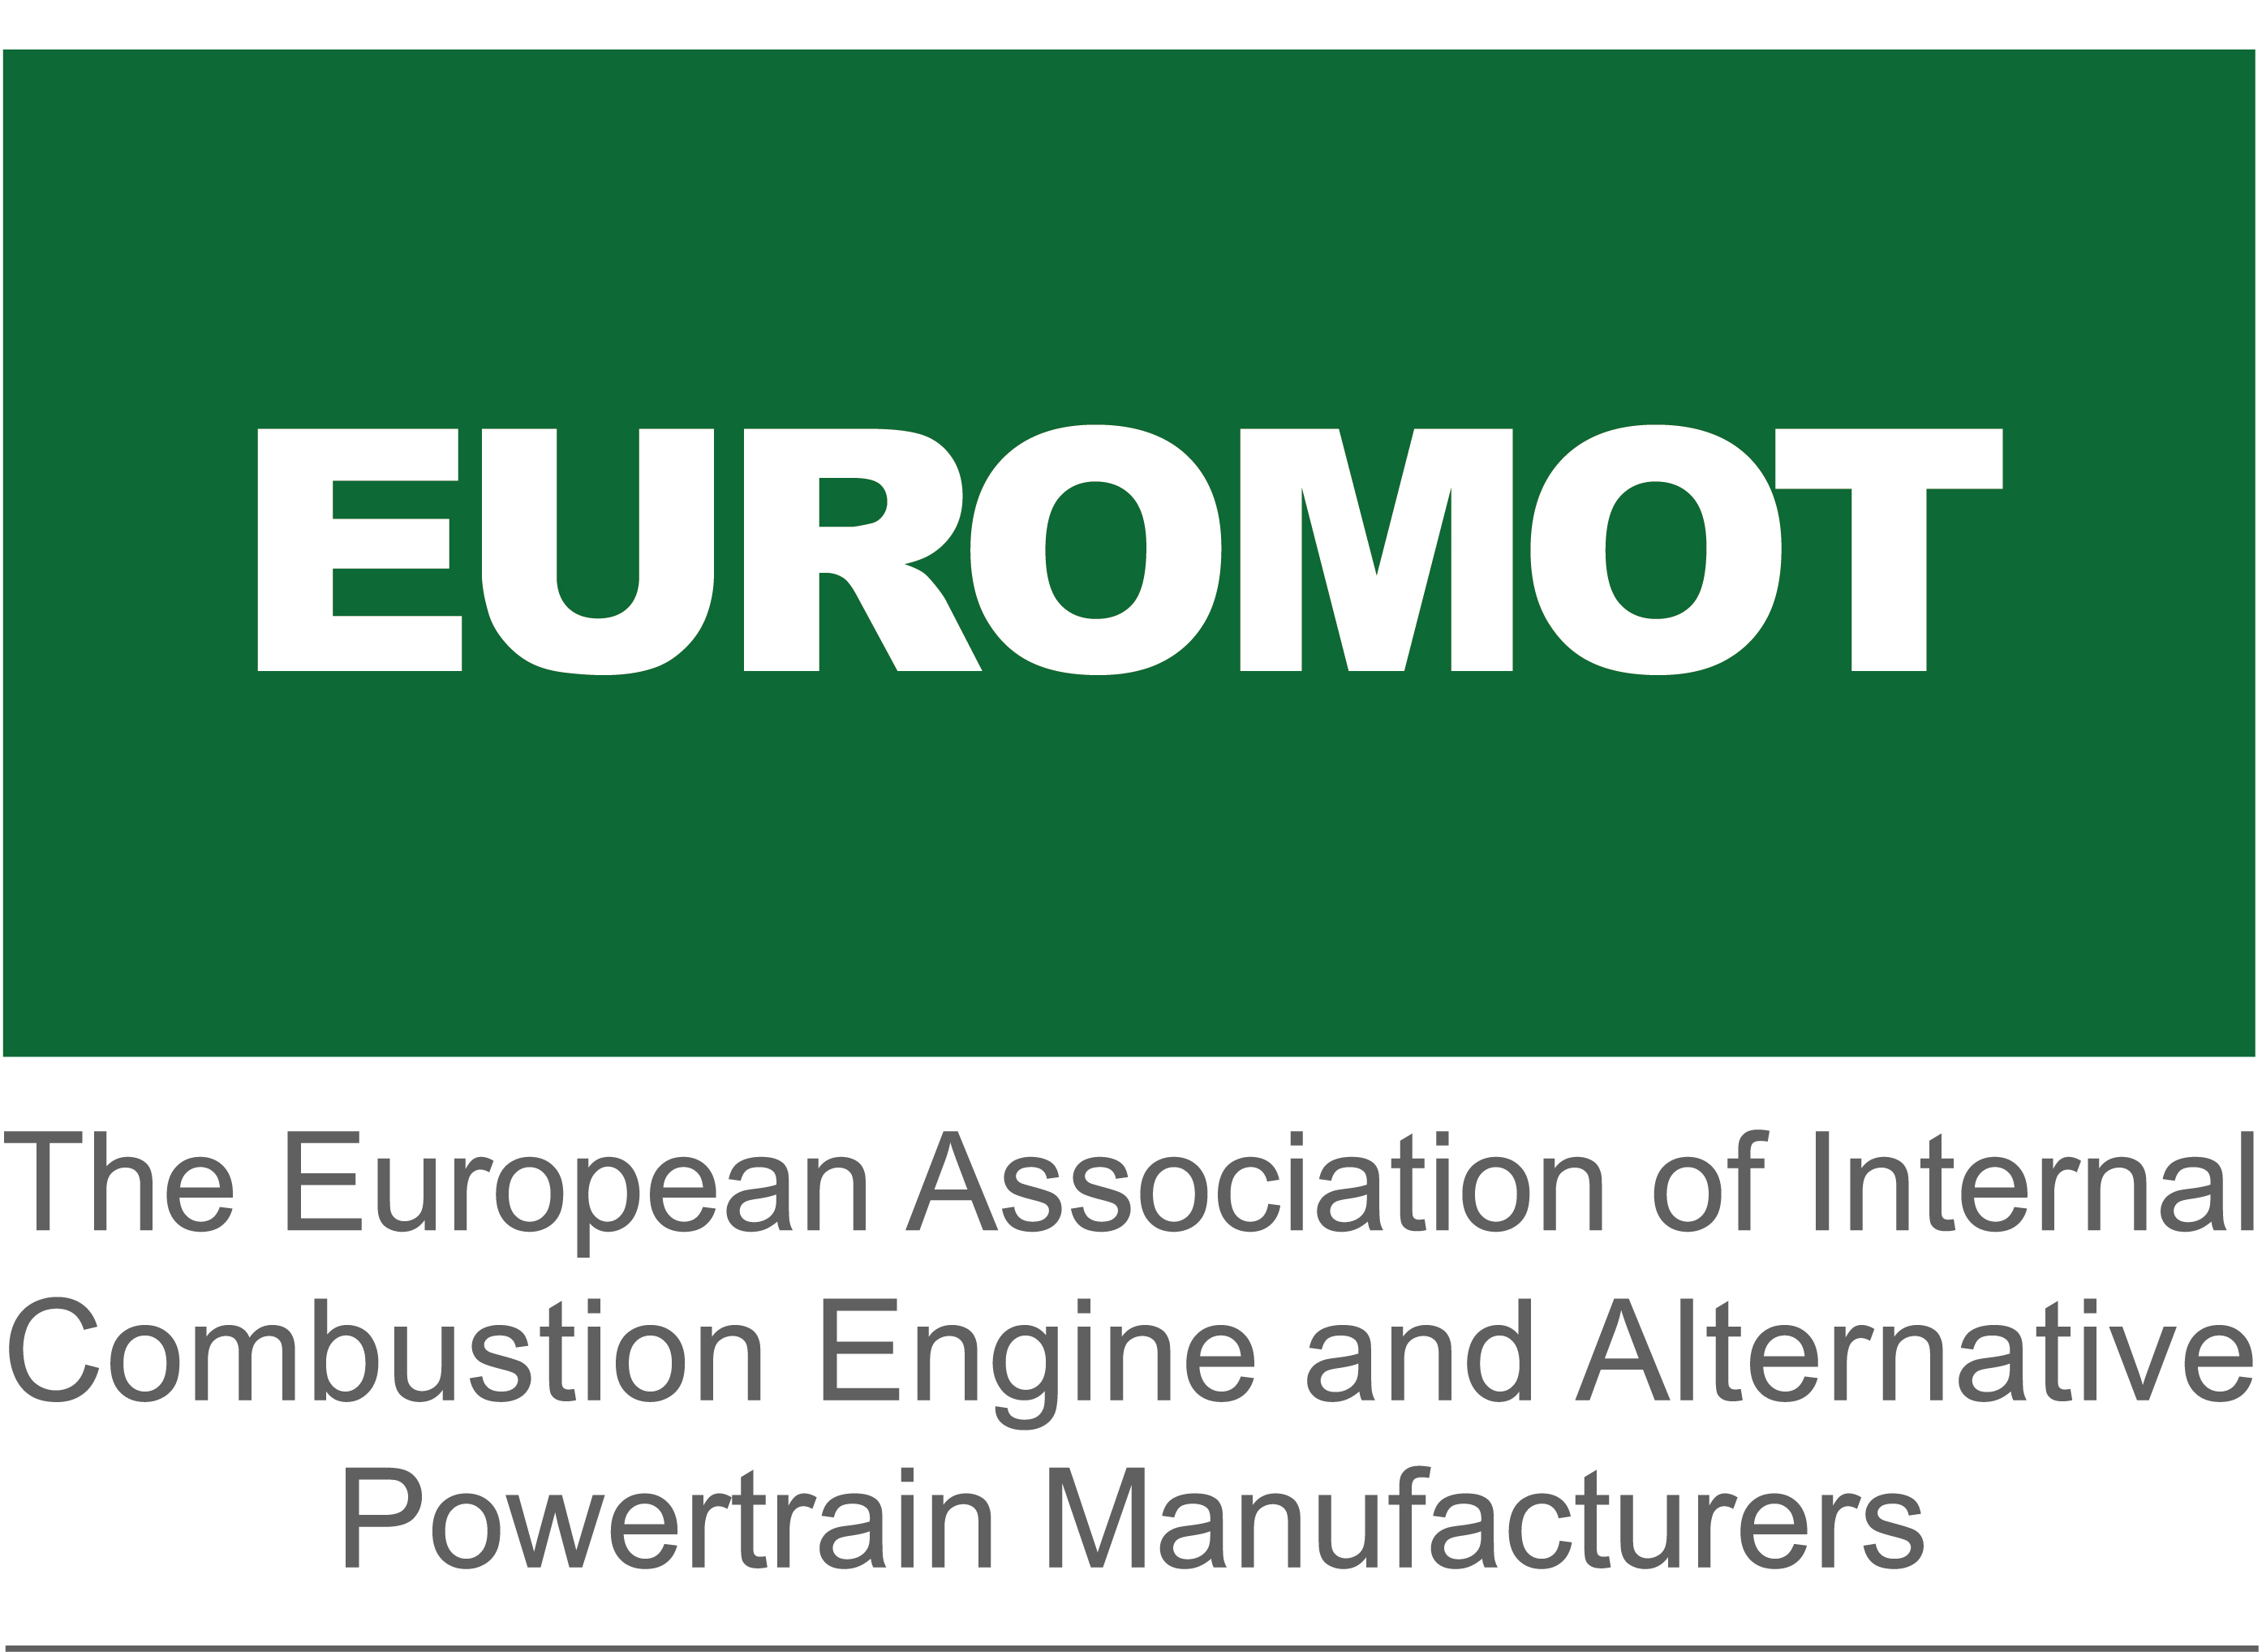 EUROMOT
The European Association of Internal
Combustion Engine and Alternative
Powertrain Manufacturers